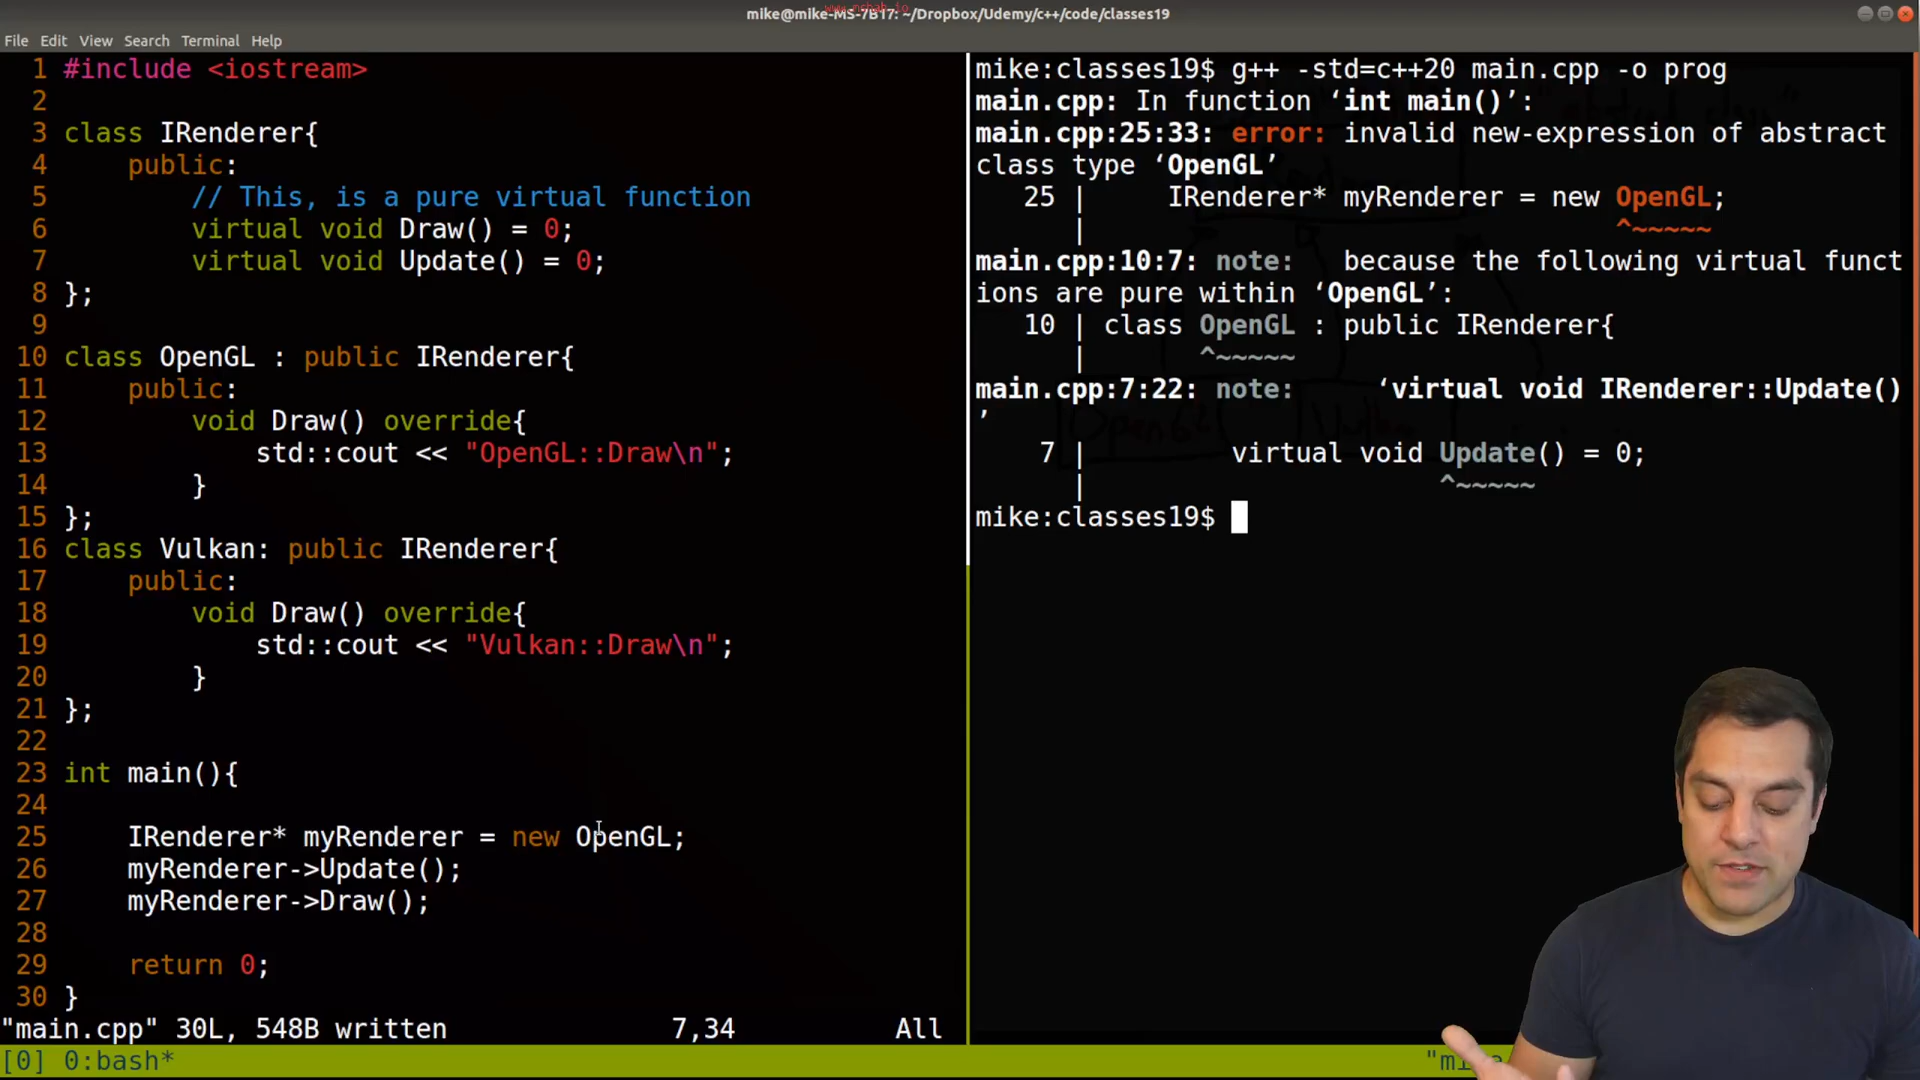 www.mshah.io
mike@mike-MS-7B17: ~/Dropbox/Udemy/c++/code/classes19
File Edit View Search Terminal Help
1 #include <iostream>
2
3 class IRenderer{
4 public:
5 // This, is a pure virtual function
6 virtual void Draw() = 0;
7 virtual void Update() = 0;
8 };
9
10 class OpenGL : public IRenderer{
11 public:
12 void Draw() override{
13 std::cout << "OpenGL::Draw\n";
14 }
15 };
16 class Vulkan: public IRenderer{
17 public:
18 void Draw() override{
19 std::cout << "Vulkan::Draw\n";
20 }
21 };
22
23 int main(){
24
25 IRenderer* myRenderer = new OpenGL;
26 myRenderer->Update();
27 myRenderer->Draw();
28
29 return 0;
30 }
"main.cpp" 30L, 548B written 7,34 All
mike:classes19$ g++ -std=c++20 main.cpp -o prog
main.cpp: In function ‘int main()’:
main.cpp:25:33: error: invalid new-expression of abstract
class type ‘OpenGL’
25 | IRenderer* myRenderer = new OpenGL;
| ^~~~~~
main.cpp:10:7: note: because the following virtual funct
ions are pure within ‘OpenGL’:
10 | class OpenGL : public IRenderer{
| ^~~~~~
main.cpp:7:22: note: ‘virtual void IRenderer::Update()
’
7 | virtual void Update() = 0;
| ^~~~~~
mike:classes19$
[0] 0:bash*